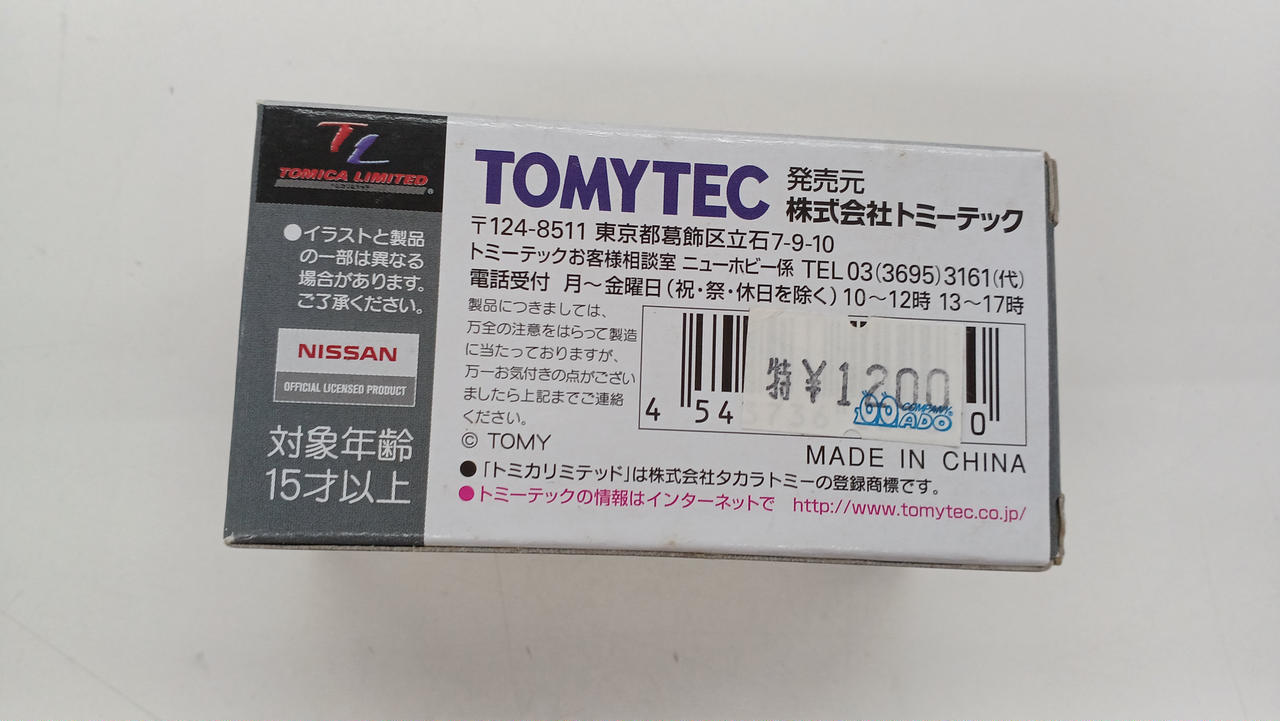 TL
TOMICA LIMITED
●イラストと製品
の一部は異なる
場合があります。
ご了承ください。
NISSAN
OFFICIAL LICENSED PRODUCT
対象年齢
15才以上
TOMYTEC
発売元
株式会社トミーテック
〒124-8511 東京都葛飾区立石7-9-10
トミーテックお客様相談室 ニューホビー係 TEL 03(3695)3161(代)
電話受付 月～金曜日(祝・祭・休日を除く) 10～12時 13～17時
製品につきましては、
万全の注意をはらって製造
に当たっておりますが、
万一お気付きの点がござい
ましたら上記までご連絡
ください。
© TOMY
特 ¥1200
COMPANY
MADO
4 54
0
MADE IN CHINA
●「トミカリミテッド」は株式会社タカラトミーの登録商標です。
●トミーテックの情報はインターネットで http://www.tomytec.co.jp/